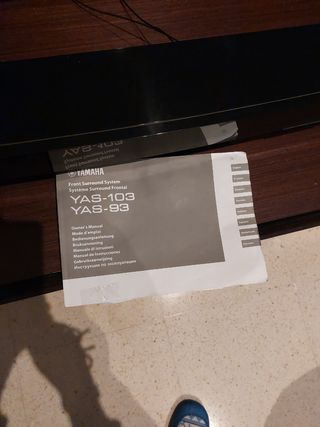 YAMAHA
Front Surround System
Système Surround Frontal
YAS-103
YAS-93
Owner's Manual
Mode d'emploi
Bedienungsanleitung
Bruksanvisning
Manuale di istruzioni
Manual de instrucciones
Gebruiksaanwijzing
Инструкция по эксплуатации